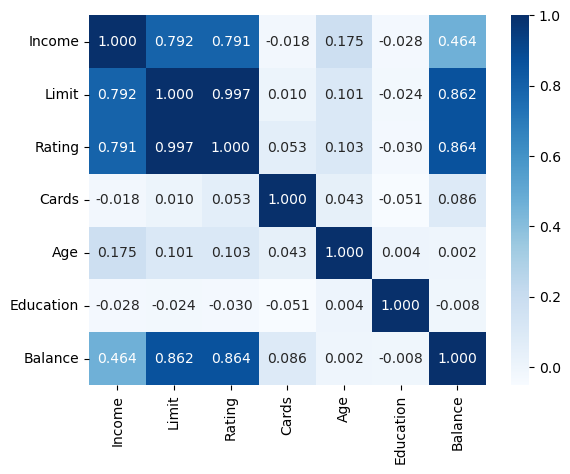 1.0
Income 1.000 0.792 0.791 -0.018 0.175 -0.028 0.464
0.8
Limit 0.792 1.000 0.997 0.010 0.101 -0.024 0.862
Rating 0.791 0.997 1.000 0.053 0.103 -0.030 0.864
0.6
Cards -0.018 0.010 0.053 1.000 0.043 -0.051 0.086
0.4
Age 0.175 0.101 0.103 0.043 1.000 0.004 0.002
0.2
Education -0.028 -0.024 -0.030 -0.051 0.004 1.000 -0.008
Balance 0.464 0.862 0.864 0.086 0.002 -0.008 1.000
0.0
Income Limit Rating Cards Age Education Balance